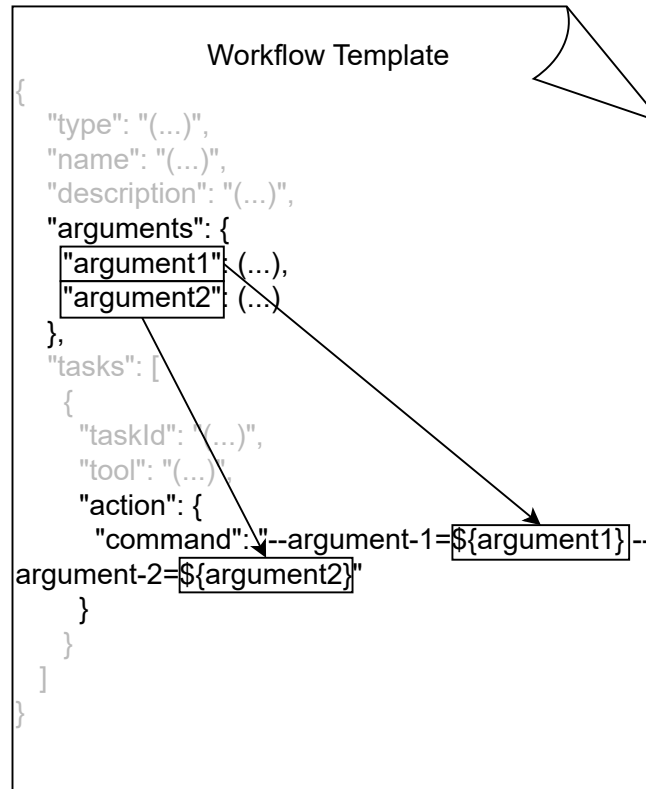 Workflow Template
{
"type": "(...)",
"name": "(...)",
"description": "(...)",
"arguments": {
"argument1": (...),
"argument2": (...)
},
"tasks": [
{
"taskId": "(...)",
"tool": "(...)",
"action": {
"command": "--argument-1=${argument1} --
argument-2=${argument2}"
}
}
]
}